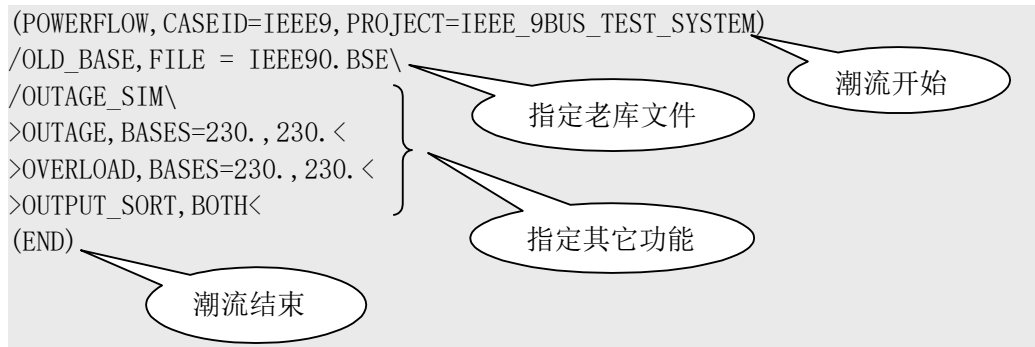 (POWERFLOW,CASEID=IEEE9,PROJECT=IEEE_9BUS_TEST_SYSTEM)
/OLD_BASE,FILE = IEEE90.BSE\
潮流开始
/OUTAGE_SIM\
指定老库文件
>OUTAGE,BASES=230.,230.<
>OVERLOAD,BASES=230.,230.<
>OUTPUT_SORT,BOTH<
指定其它功能
(END)
潮流结束